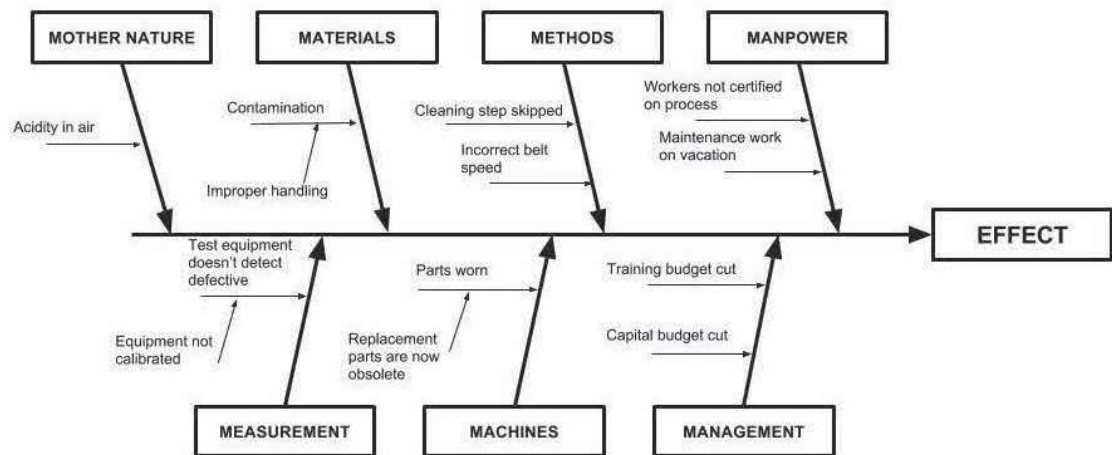 MOTHER NATURE
MATERIALS
METHODS
MANPOWER
Acidity in air
Contamination
Improper handling
Cleaning step skipped
Incorrect belt
speed
Workers not certified
on process
Maintenance work
on vacation
EFFECT
Test equipment
doesn't detect
defective
Equipment not
calibrated
Parts worn
Replacement
parts are now
obsolete
Training budget cut
Capital budget cut
MEASUREMENT
MACHINES
MANAGEMENT